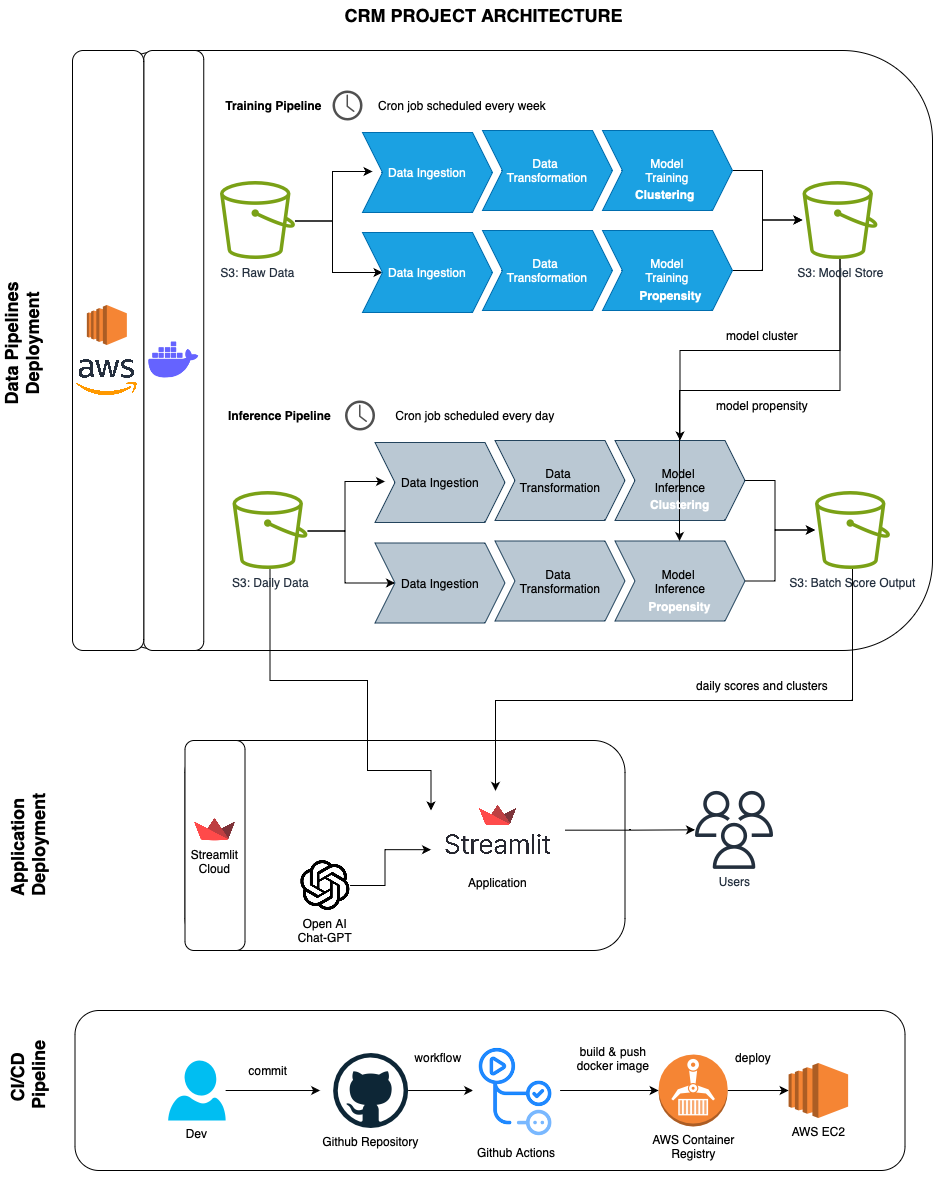 CRM PROJECT ARCHITECTURE
Data Pipelines
Deployment
aws
Training Pipeline
Cron job scheduled every week
S3: Raw Data
Data Ingestion
Data
Transformation
Model
Training
Clustering
Data Ingestion
Data
Transformation
Model
Training
Propensity
S3: Model Store
model cluster
model propensity
Inference Pipeline
Cron job scheduled every day
S3: Daily Data
Data Ingestion
Data
Transformation
Model
Inference
Clustering
Data Ingestion
Data
Transformation
Model
Inference
Propensity
S3: Batch Score Output
daily scores and clusters
Application
Deployment
Streamlit
Cloud
Open AI
Chat-GPT
Streamlit
Application
Users
CI/CD
Pipeline
Dev
commit
Github Repository
workflow
Github Actions
build & push
docker image
AWS Container
Registry
deploy
AWS EC2